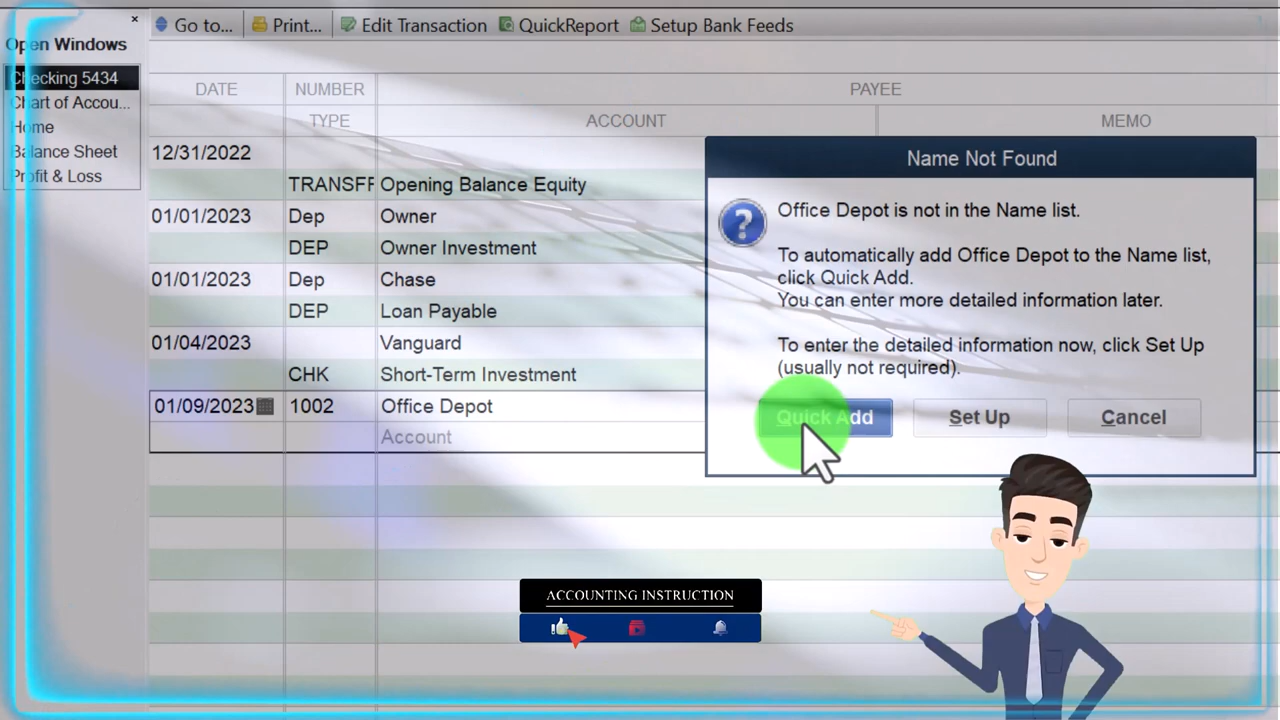 Go to... Print... Edit Transaction QuickReport Setup Bank Feeds
Open Windows
Checking 5434
Chart of Accou...
Home
Balance Sheet
Profit & Loss
DATE NUMBER PAYEE
TYPE ACCOUNT MEMO
12/31/2022
TRANSFR Opening Balance Equity
01/01/2023 Dep Owner
DEP Owner Investment
01/01/2023 Dep Chase
DEP Loan Payable
01/04/2023 Vanguard
CHK Short-Term Investment
01/09/2023 1002 Office Depot
Account
Name Not Found
Office Depot is not in the Name list.
To automatically add Office Depot to the Name list,
click Quick Add.
You can enter more detailed information later.
To enter the detailed information now, click Set Up
(usually not required).
Quick Add Set Up Cancel
ACCOUNTING INSTRUCTION